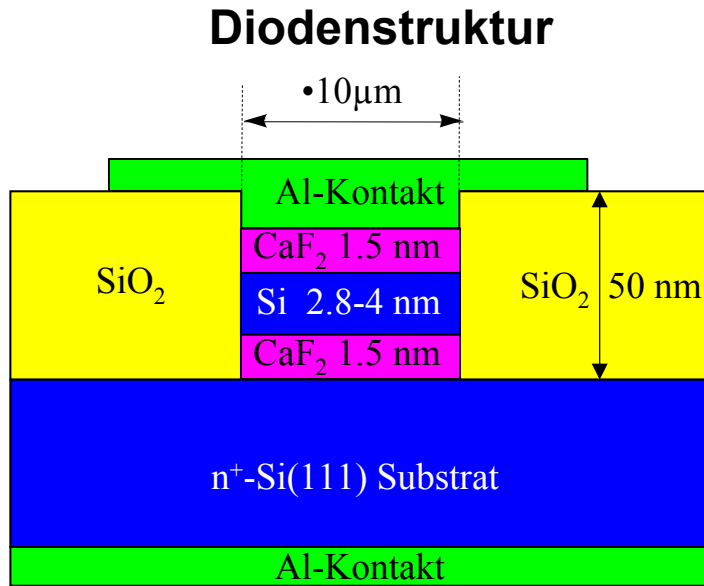 Diodenstruktur
•10µm
Al-Kontakt
CaF₂ 1.5 nm
SiO₂
Si 2.8-4 nm
SiO₂
50 nm
CaF₂ 1.5 nm
n⁺-Si(111) Substrat
Al-Kontakt